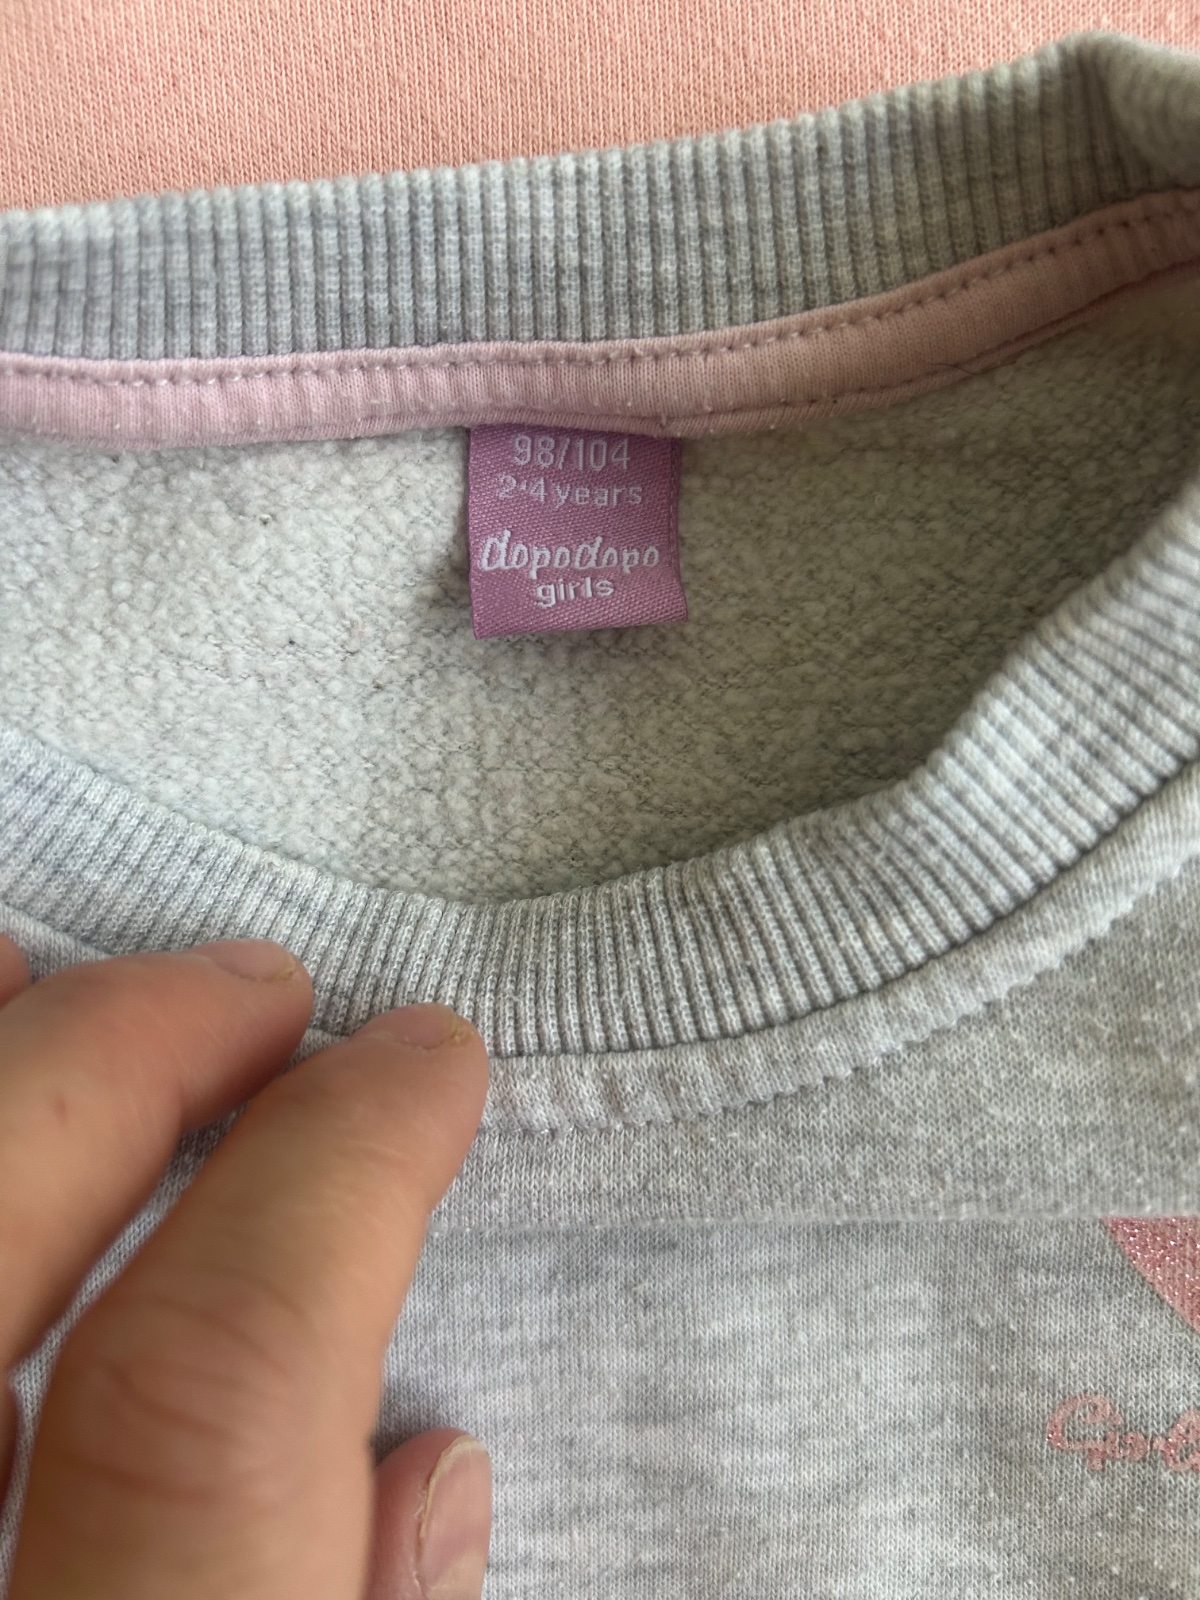 98/104
2-4 years
dopodopo
girls